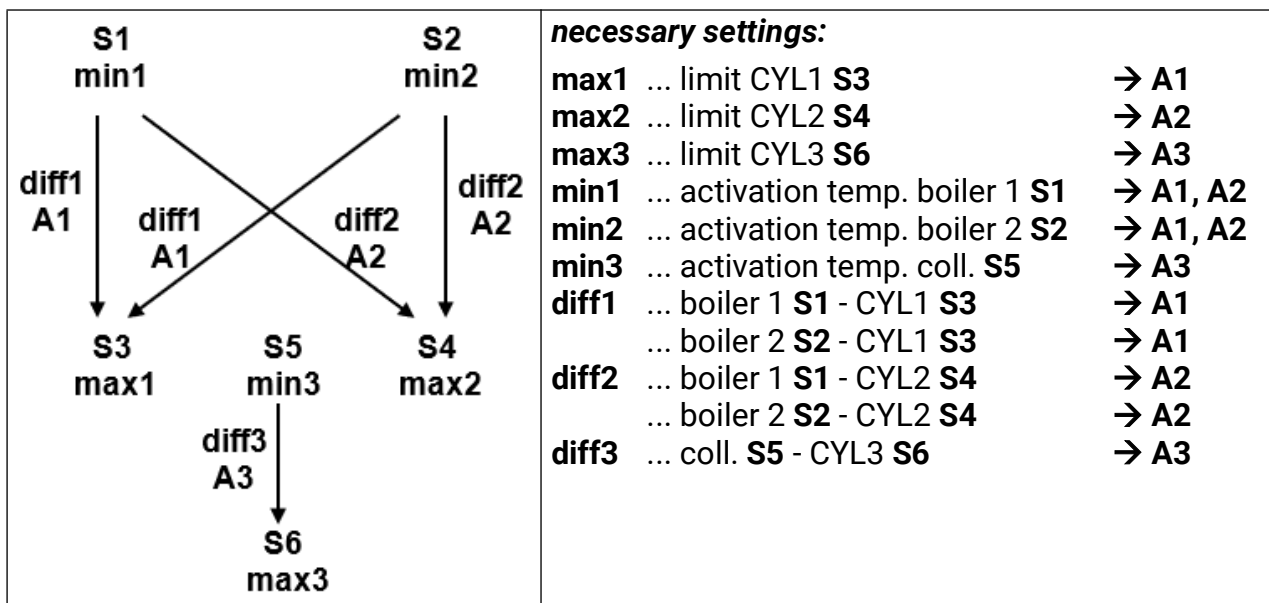 S1 S2
min1 min2
diff1
A1
diff1
A1
diff2
A2
diff2
A2
S3 S5 S4
max1 min3 max2
diff3
A3
S6
max3
necessary settings:
max1 ... limit CYL1 S3 → A1
max2 ... limit CYL2 S4 → A2
max3 ... limit CYL3 S6 → A3
min1 ... activation temp. boiler 1 S1 → A1, A2
min2 ... activation temp. boiler 2 S2 → A1, A2
min3 ... activation temp. coll. S5 → A3
diff1 ... boiler 1 S1 - CYL1 S3 → A1
... boiler 2 S2 - CYL1 S3 → A1
diff2 ... boiler 1 S1 - CYL2 S4 → A2
... boiler 2 S2 - CYL2 S4 → A2
diff3 ... coll. S5 - CYL3 S6 → A3